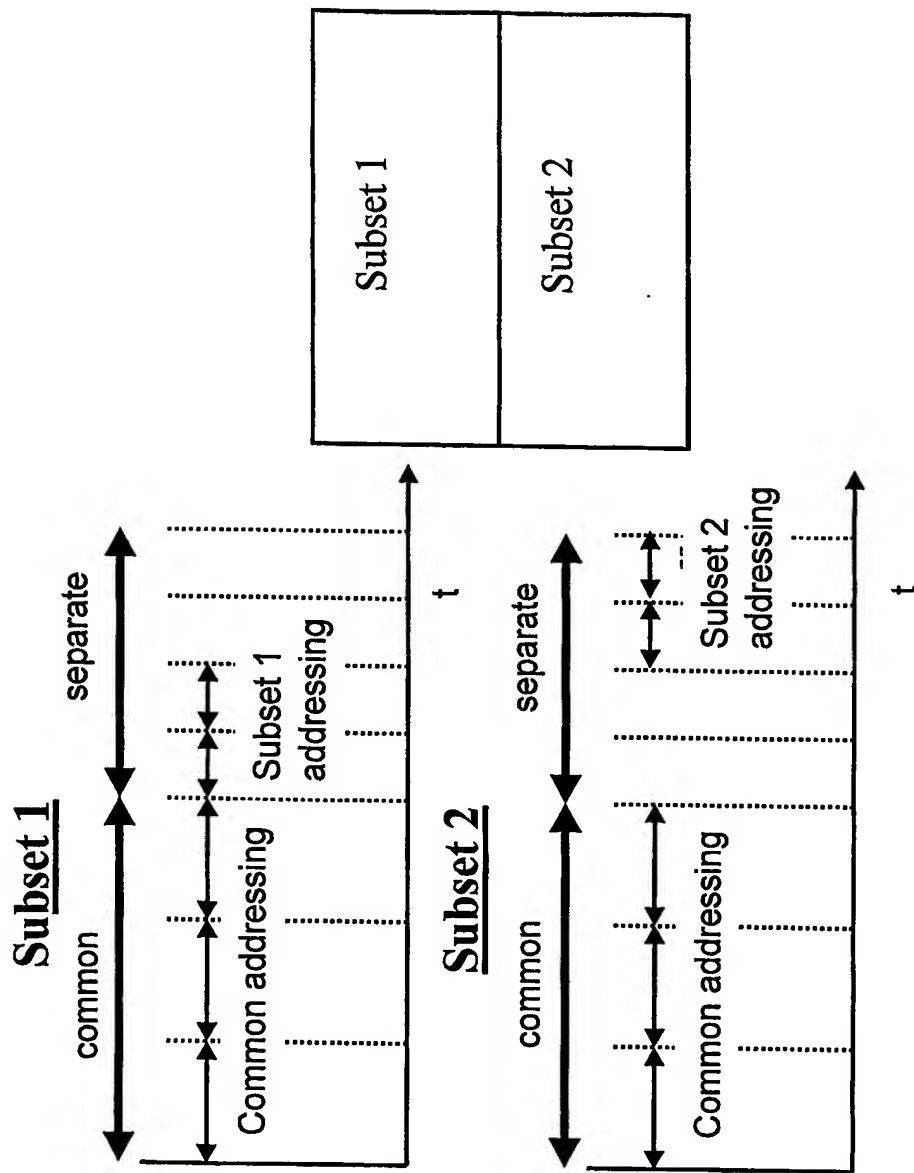 Subset 1
common
separate
Common addressing
Subset 1
addressing
t
Subset 2
common
separate
Common addressing
Subset 2
addressing
t
Subset 1
Subset 2